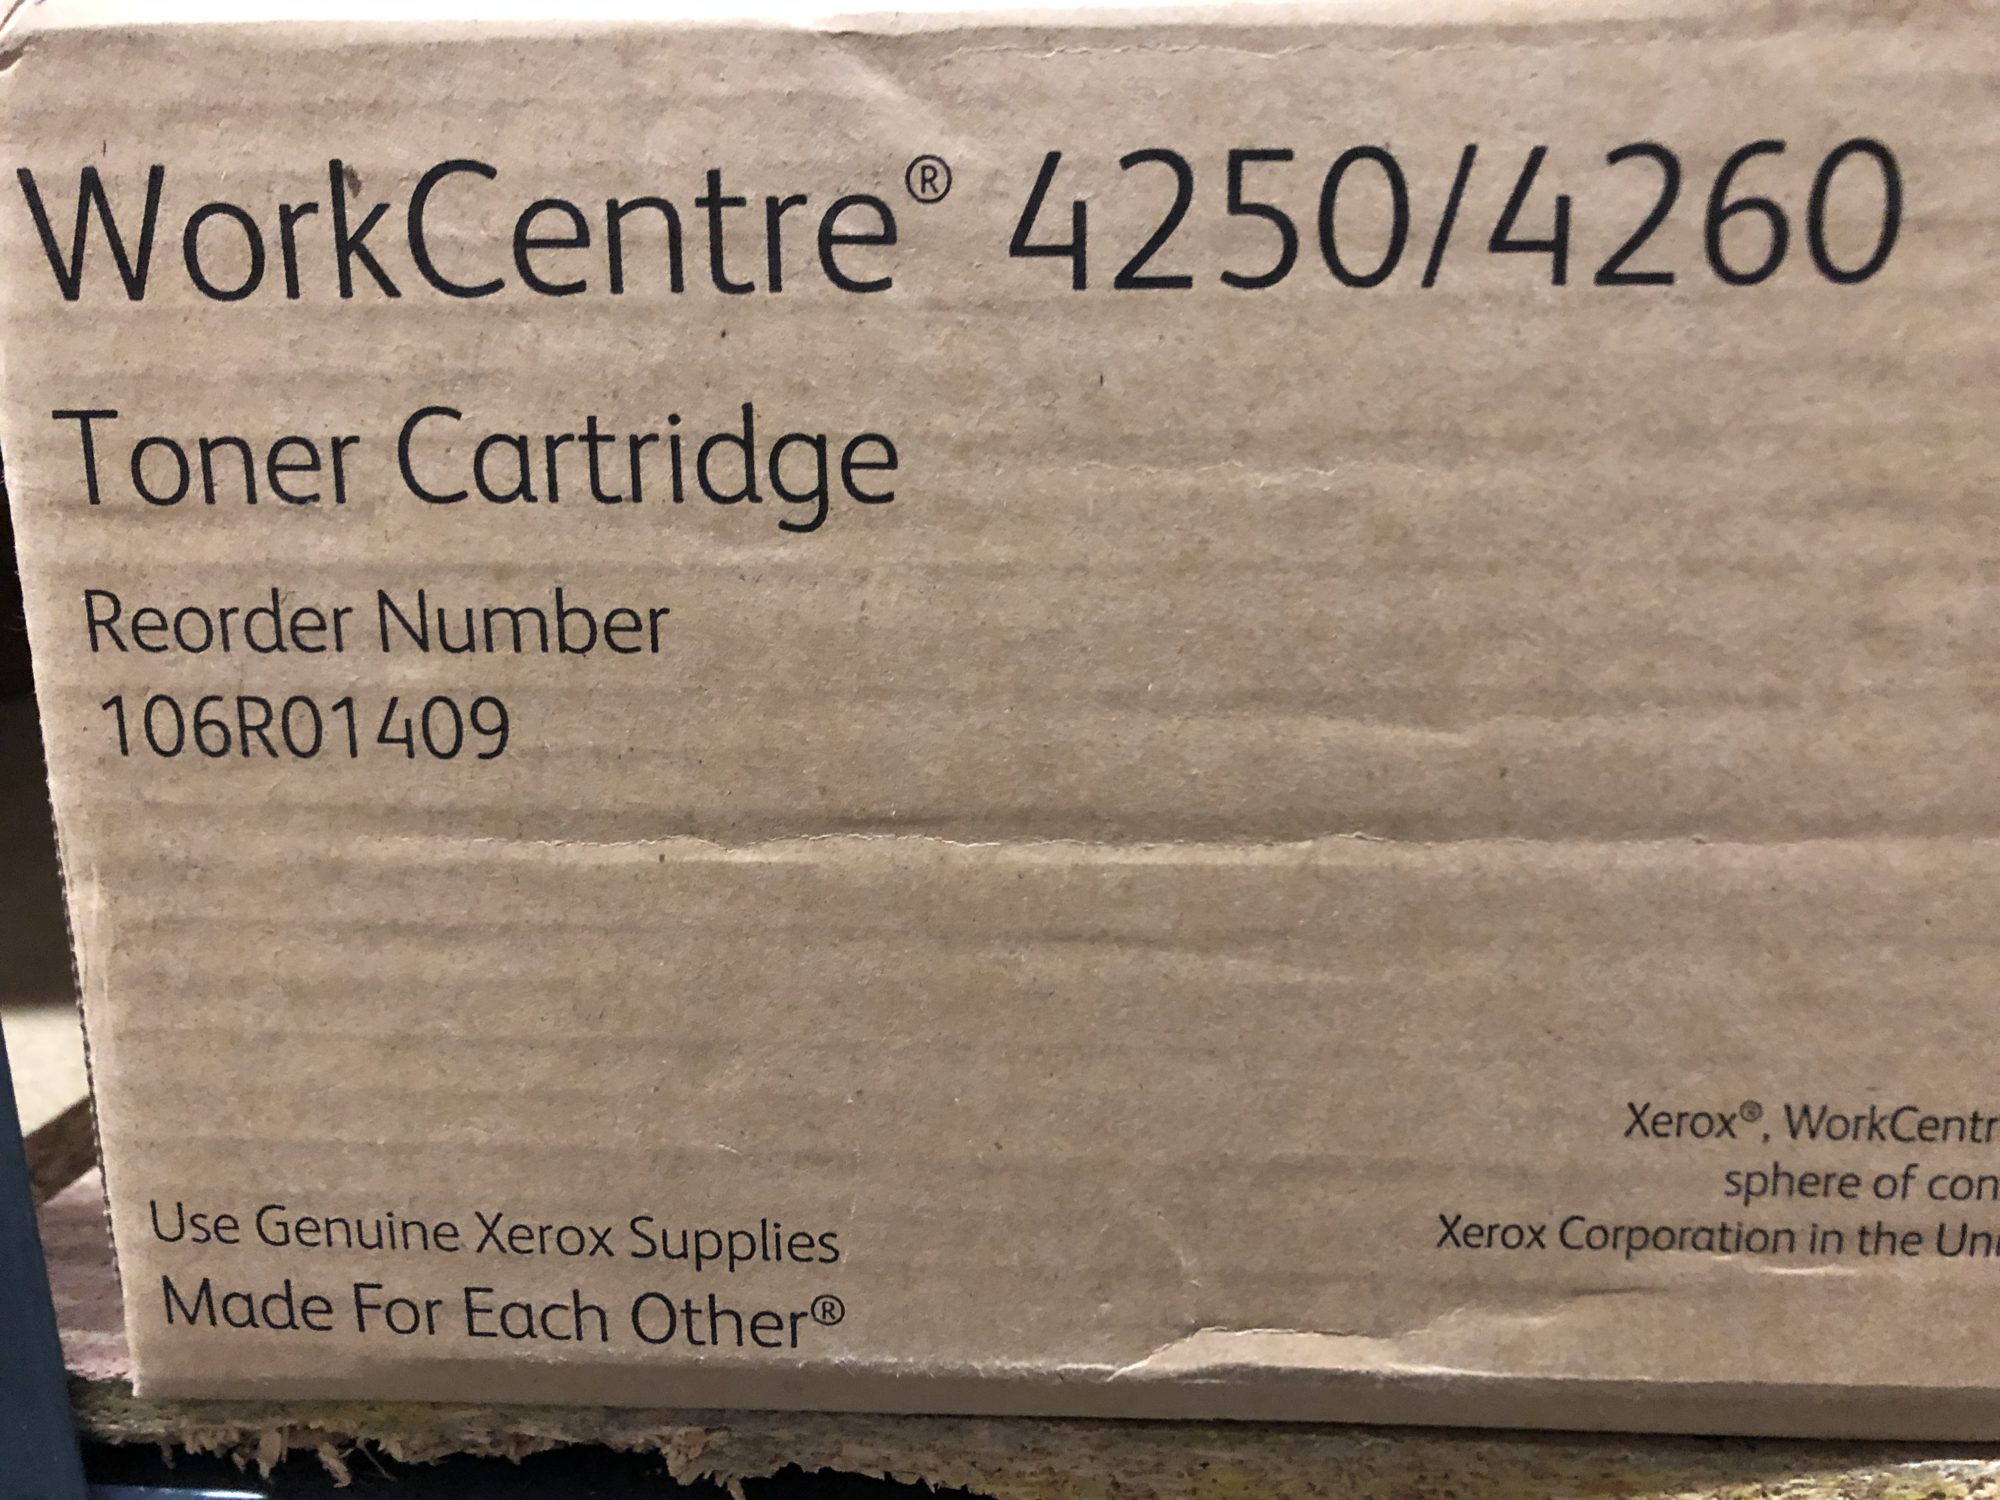 WorkCentre® 4250/4260
Toner Cartridge
Reorder Number
106R01409
Use Genuine Xerox Supplies
Made For Each Other®
Xerox®, WorkCentr
sphere of con
Xerox Corporation in the Uni